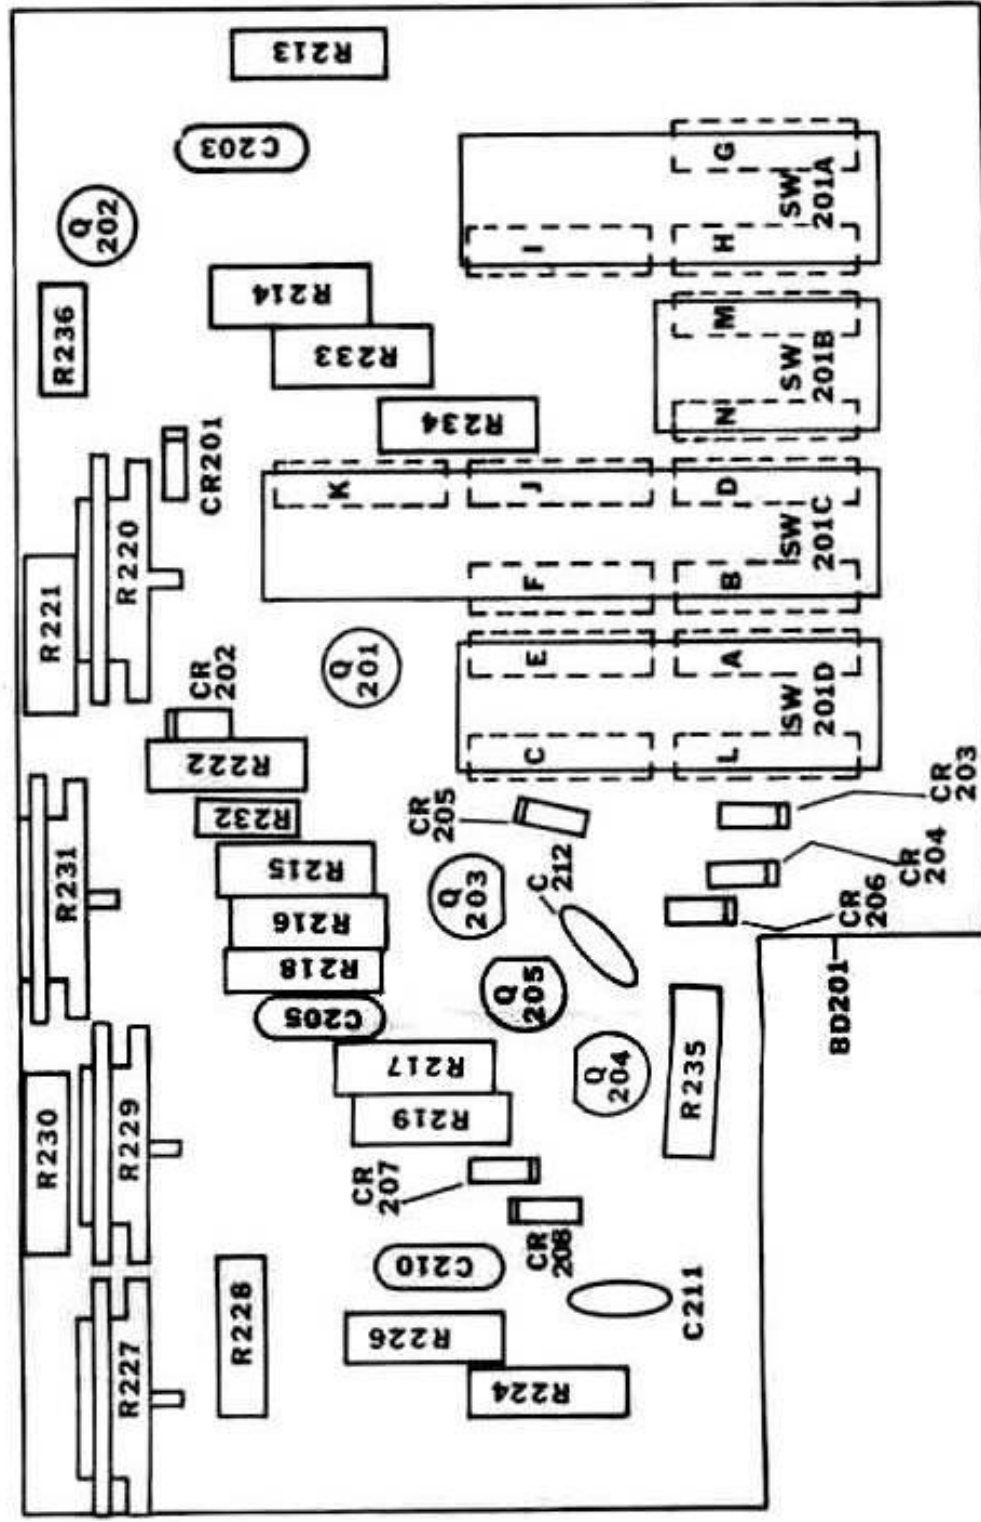 R213
C203
Q
202
R236
R214
R233
R234
CR201
R220
R221
G
SW
201A
I
H
M
SW
201B
N
K
J
D
SW
201C
F
B
Q
201
CR
202
R222
E
A
SW
201D
C
L
R232
R231
R215
R216
R218
C205
CR
205
Q
203
C
212
CR
203
CR
204
CR
206
BD201
Q
205
Q
204
R235
R217
R219
R229
R230
CR
207
CR
208
C210
C211
R228
R226
R224
R227